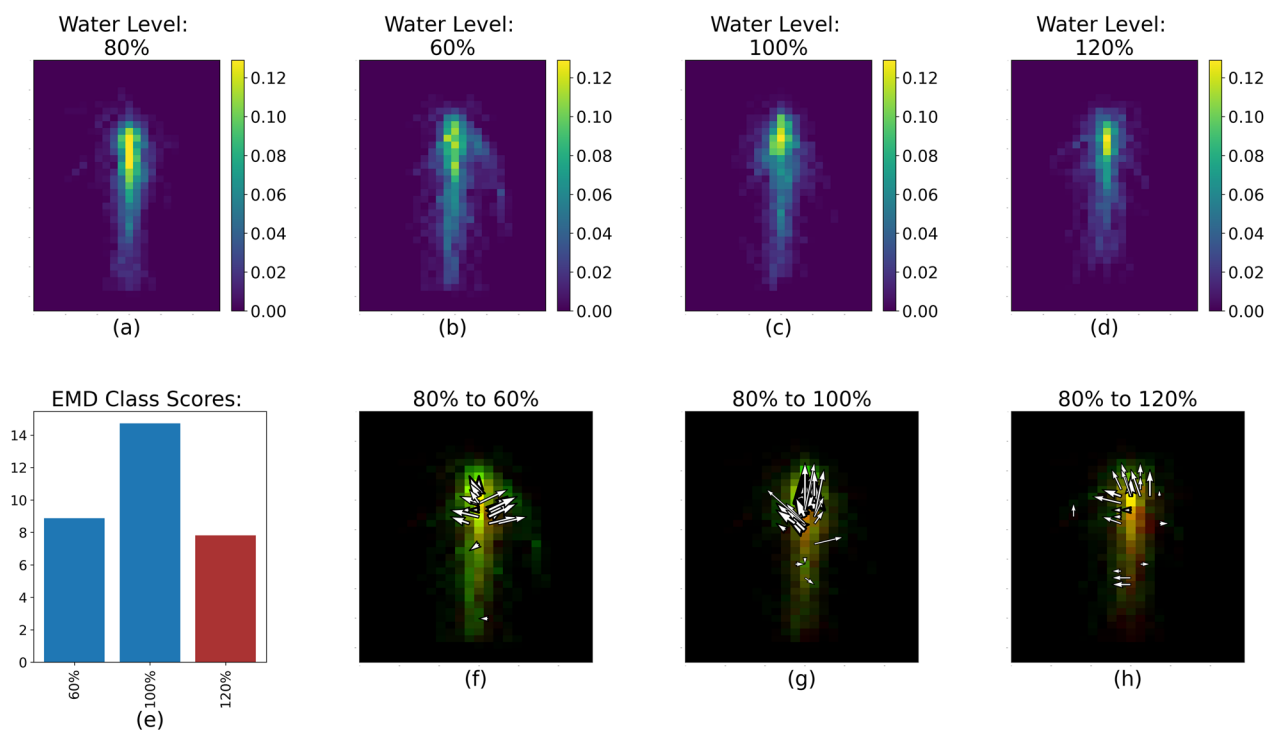 Water Level:
80%
Water Level:
60%
Water Level:
100%
Water Level:
120%
0.12
0.10
0.08
0.06
0.04
0.02
0.00
0.12
0.10
0.08
0.06
0.04
0.02
0.00
0.12
0.10
0.08
0.06
0.04
0.02
0.00
0.12
0.10
0.08
0.06
0.04
0.02
0.00
(a)
(b)
(c)
(d)
EMD Class Scores:
14
12
10
8
6
4
2
0
60%
100%
120%
(e)
80% to 60%
(f)
80% to 100%
(g)
80% to 120%
(h)